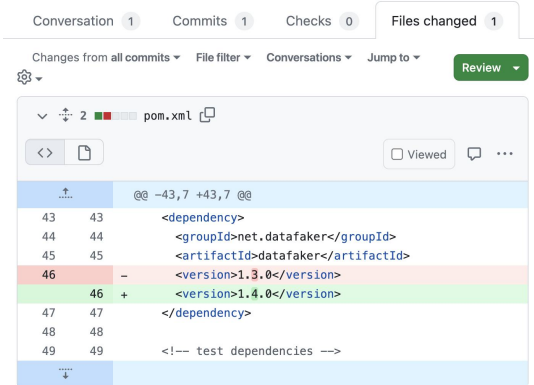 Conversation 1 Commits 1 Checks 0 Files changed 1
Changes from all commits File filter Conversations Jump to
Review
2 pom.xml
<> Viewed ...
@@ -43,7 +43,7 @@
43 43 <dependency>
44 44 <groupId>net.datafaker</groupId>
45 45 <artifactId>datafaker</artifactId>
46 - <version>1.3.0</version>
46 + <version>1.4.0</version>
47 47 </dependency>
48 48
49 49 <!-- test dependencies -->